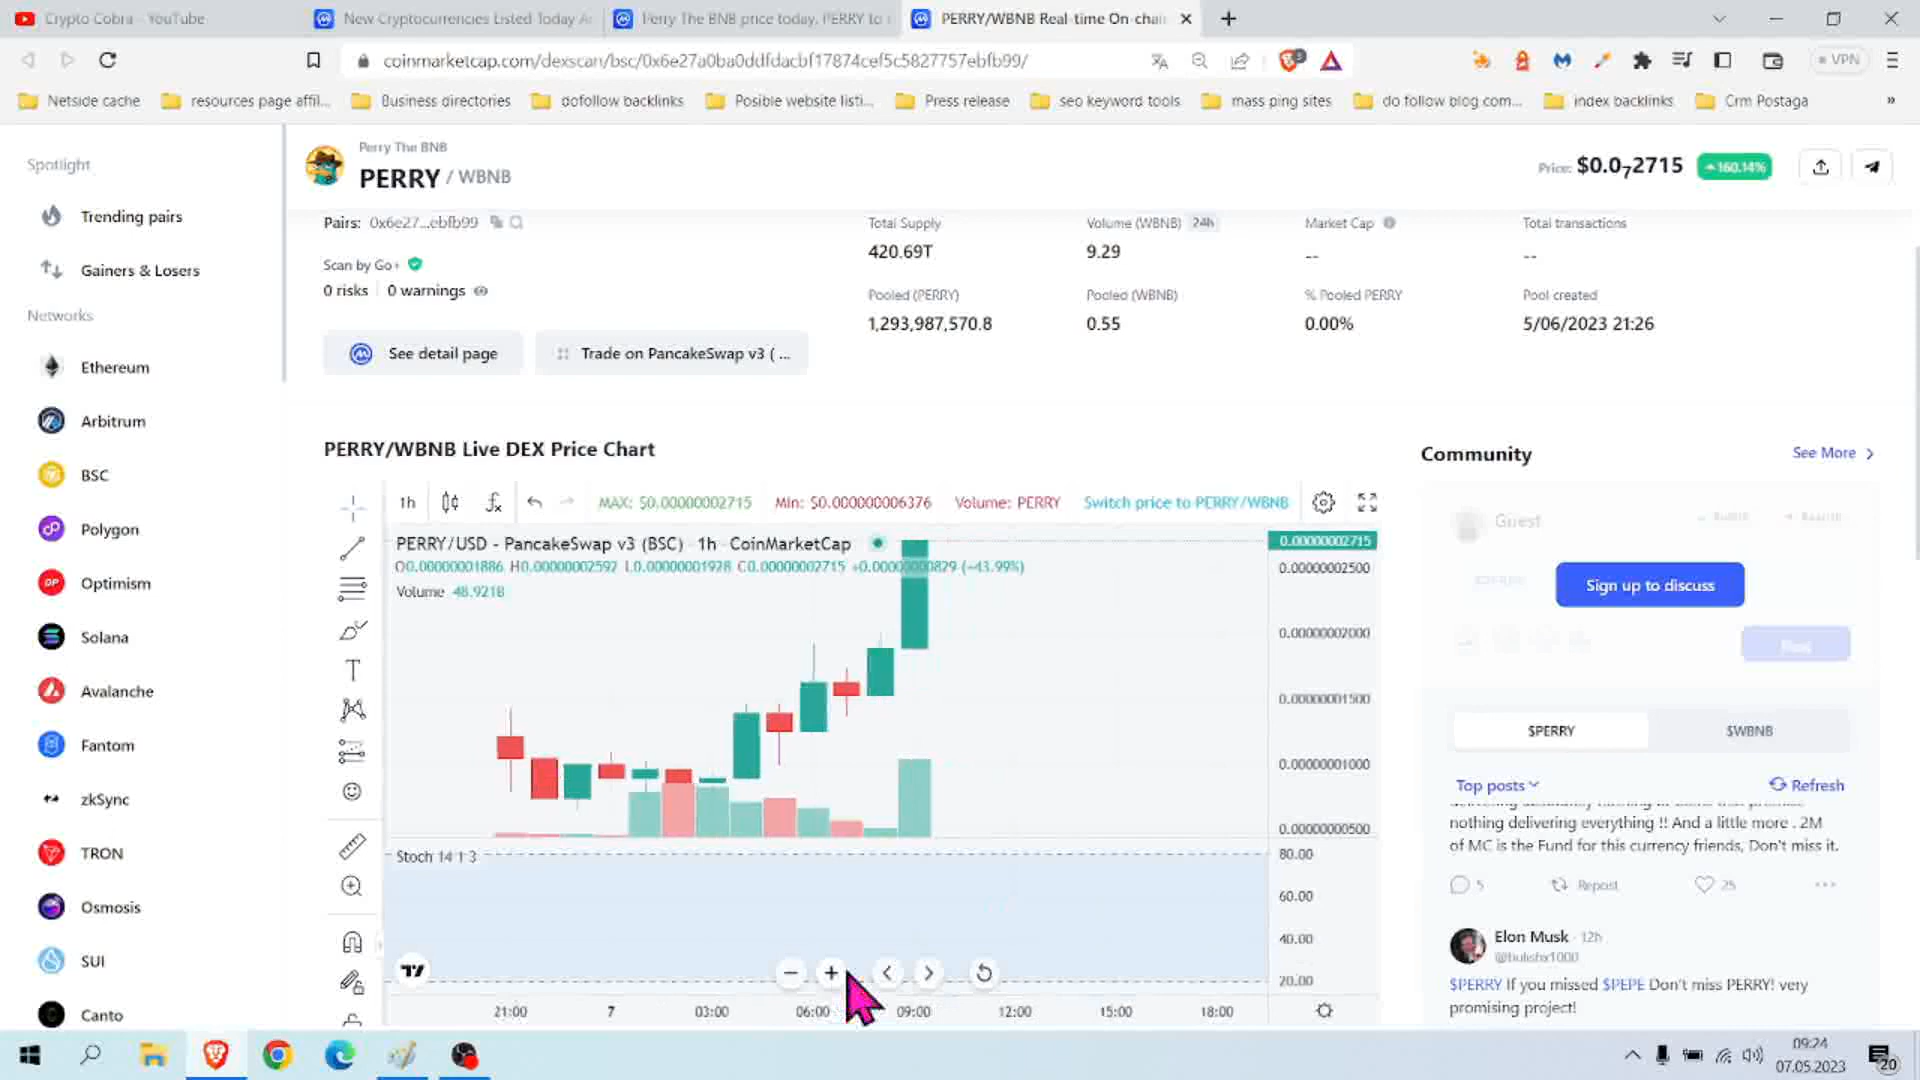 Crypto Cobra - YouTube
New Cryptocurrencies Listed Today A
Perry The BNB price today, PERRY to
PERRY/WBNB Real-time On-chai
coinmarketcap.com/dexscan/bsc/0x6e27a0ba0ddfdacbf17874cef5c5827757ebfb99/
VPN
Netside cache
resources page affil...
Business directories
dofollow backlinks
Posible website listi...
Press release
seo keyword tools
mass ping sites
do follow blog com...
index backlinks
Crm Postaga
»
Spotlight
Trending pairs
Gainers & Losers
Networks
Ethereum
Arbitrum
BSC
Polygon
Optimism
Solana
Avalanche
Fantom
zkSync
TRON
Osmosis
SUI
Canto
Perry The BNB
PERRY / WBNB
Price: $0.0₇2715
160.14%
Pairs: 0x6e27...ebfb99
Scan by Go+
0 risks
0 warnings
See detail page
Trade on PancakeSwap v3 ( ...
Total Supply
420.69T
Volume (WBNB) 24h
9.29
Market Cap
--
Total transactions
--
Pooled (PERRY)
1,293,987,570.8
Pooled (WBNB)
0.55
% Pooled PERRY
0.00%
Pool created
5/06/2023 21:26
PERRY/WBNB Live DEX Price Chart
1h
MAX: $0.00000002715
Min: $0.000000006376
Volume: PERRY
Switch price to PERRY/WBNB
PERRY/USD - PancakeSwap v3 (BSC) · 1h · CoinMarketCap
O0.00000001886 H0.00000002592 L0.00000001928 C0.00000002715 +0.00000000829 (+43.99%)
Volume 48.921B
0.00000002715
0.00000002500
0.00000002000
0.00000001500
0.00000001000
0.00000000500
Stoch 14 1 3
80.00
60.00
40.00
20.00
21:00
7
03:00
06:00
09:00
12:00
15:00
18:00
Community
See More
Guest
Sign up to discuss
Post
$PERRY
$WBNB
Top posts
Refresh
nothing delivering everything !! And a little more . 2M
of MC is the Fund for this currency friends, Don't miss it.
5
Repost
25
Elon Musk · 12h
$PERRY If you missed $PEPE Don't miss PERRY! very
promising project!
09:24
07.05.2023
20